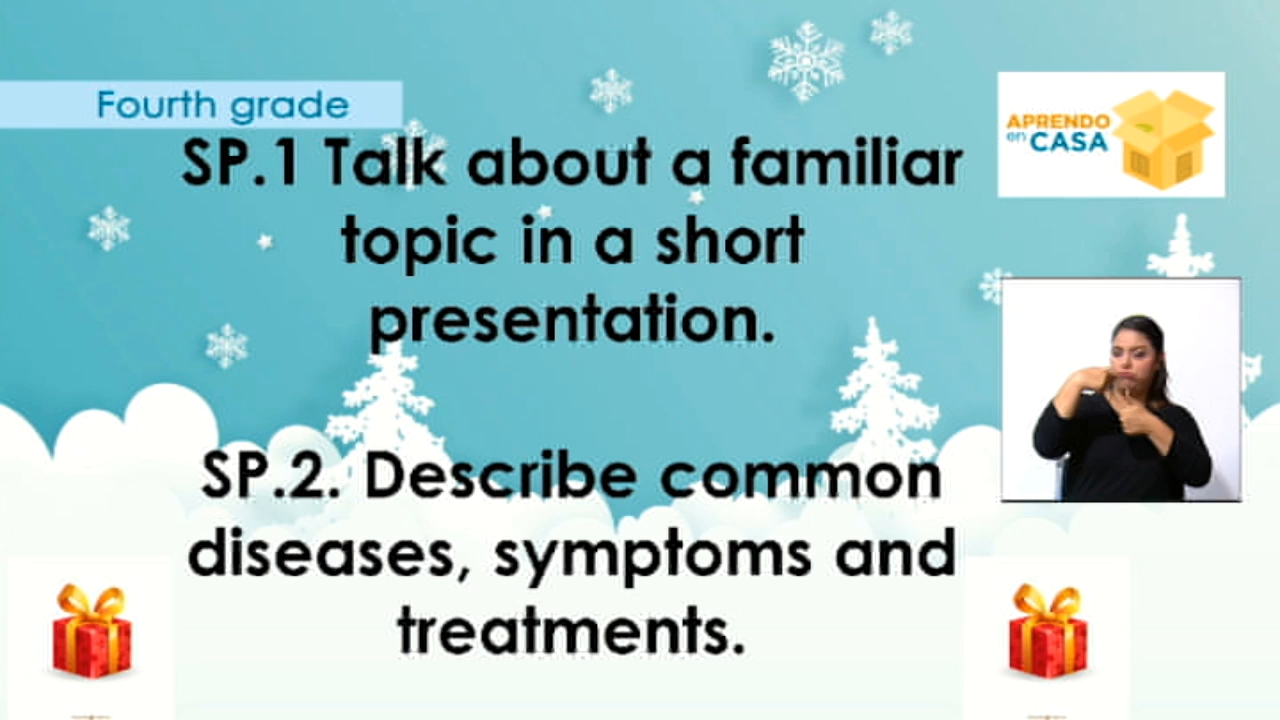 Fourth grade
SP.1 Talk about a familiar
topic in a short
presentation.
SP.2. Describe common
diseases, symptoms and
treatments.
APRENDO
en CASA